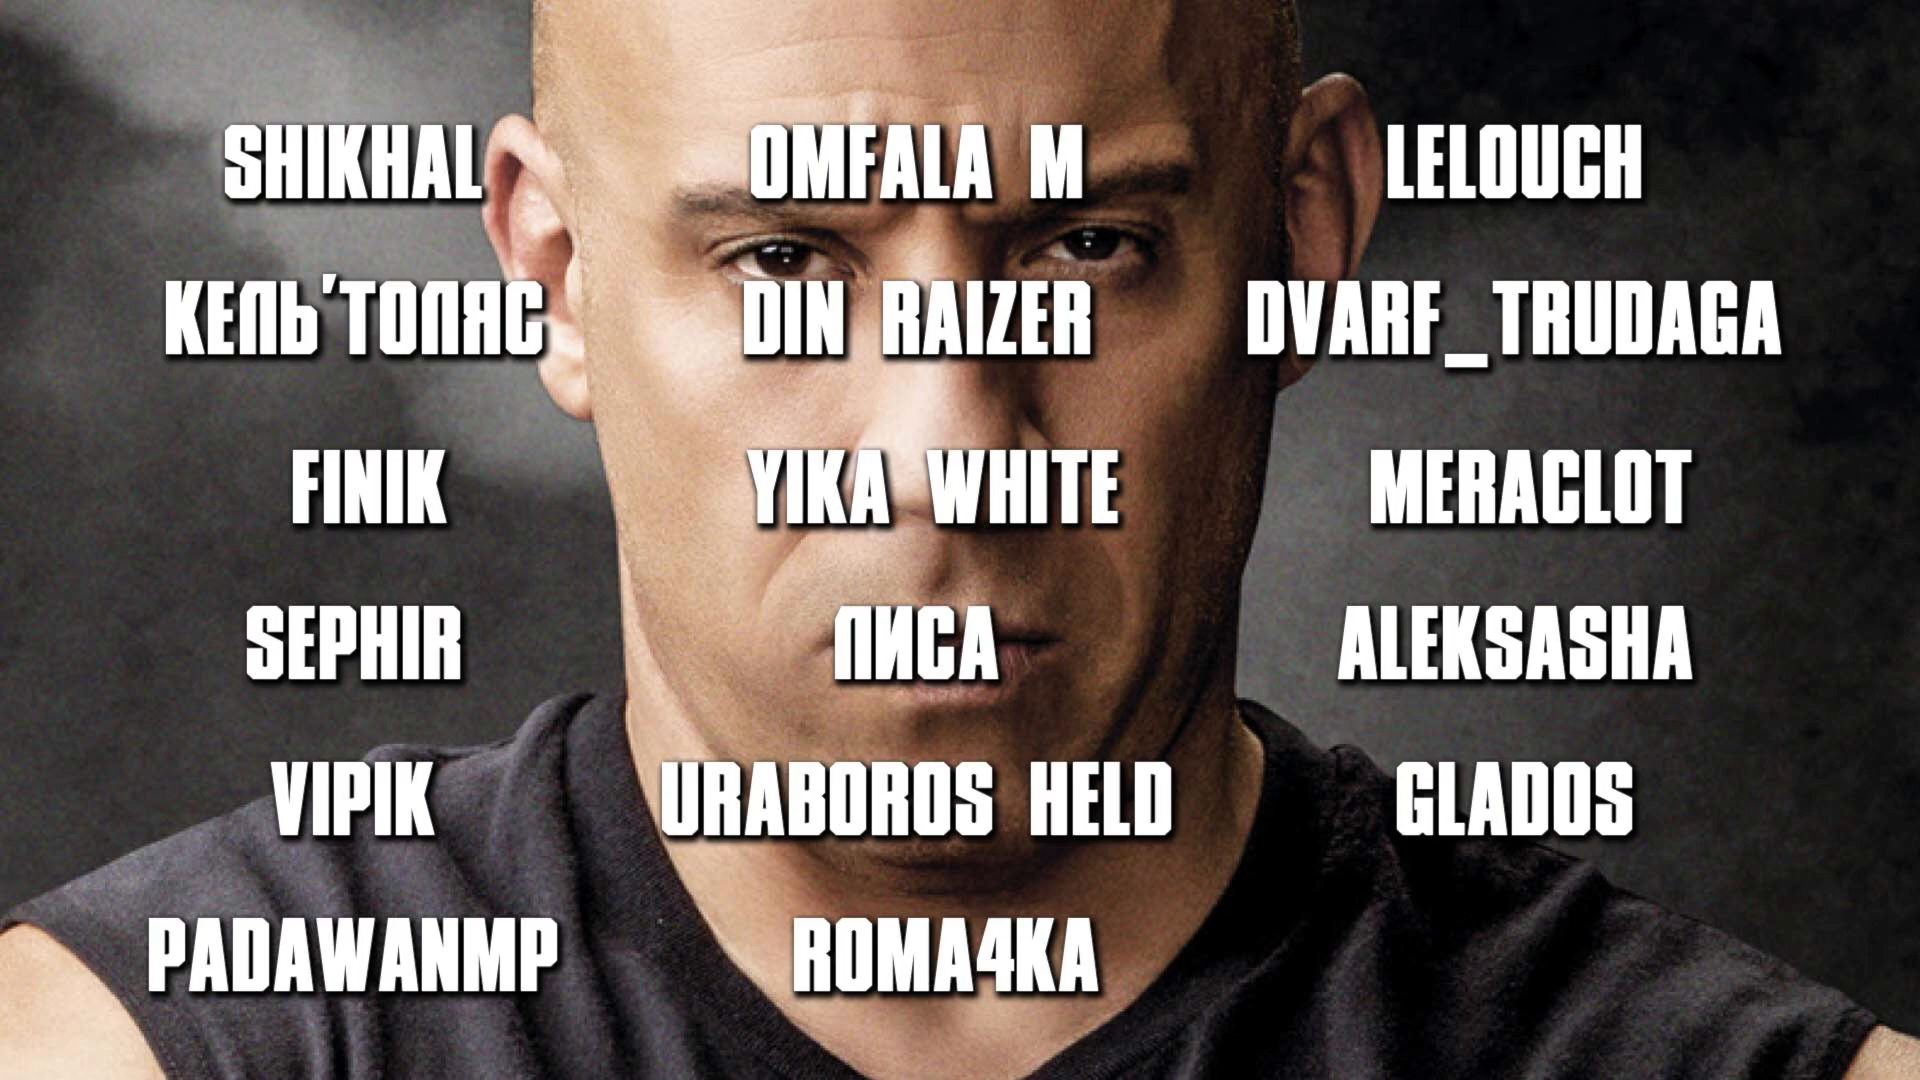 SHIKHAL OMFALA M LELOUCH
КЕЛЬ'ТОЛЯС DIN RAIZER DVARF_TRUDAGA
FINIK YIKA WHITE MERACLOT
SEPHIR ЛИСА ALEKSASHA
VIPIK URABOROS HELD GLADOS
PADAWANMP ROMA4KA